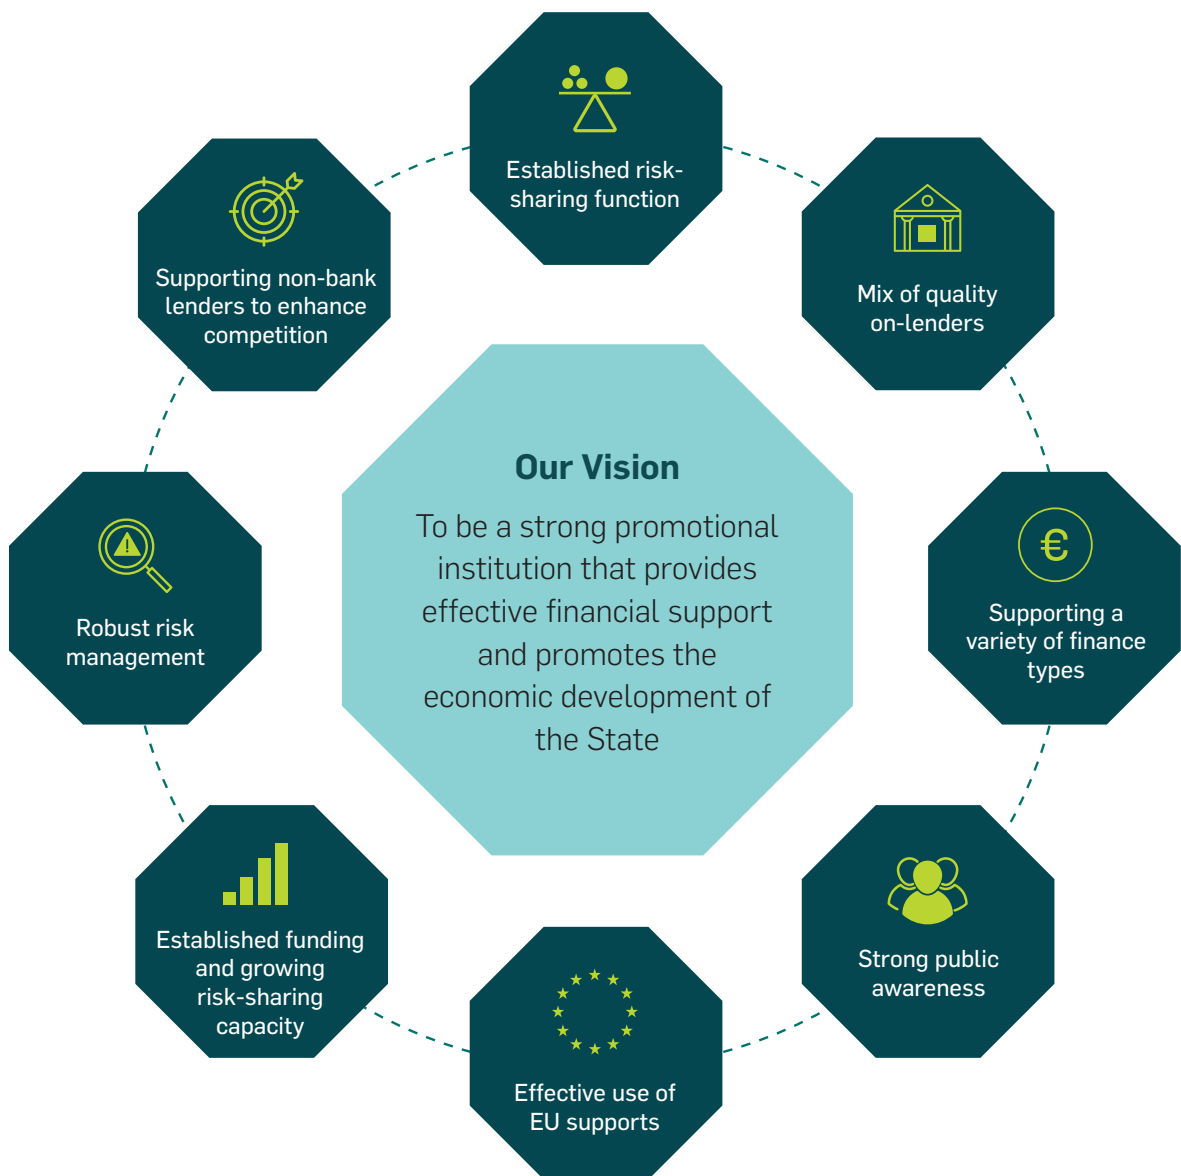 Established risk-
sharing function
Mix of quality
on-lenders
Supporting a
variety of finance
types
Strong public
awareness
Effective use of
EU supports
Established funding
and growing
risk-sharing
capacity
Robust risk
management
Supporting non-bank
lenders to enhance
competition
Our Vision
To be a strong promotional
institution that provides
effective financial support
and promotes the
economic development of
the State
€
!